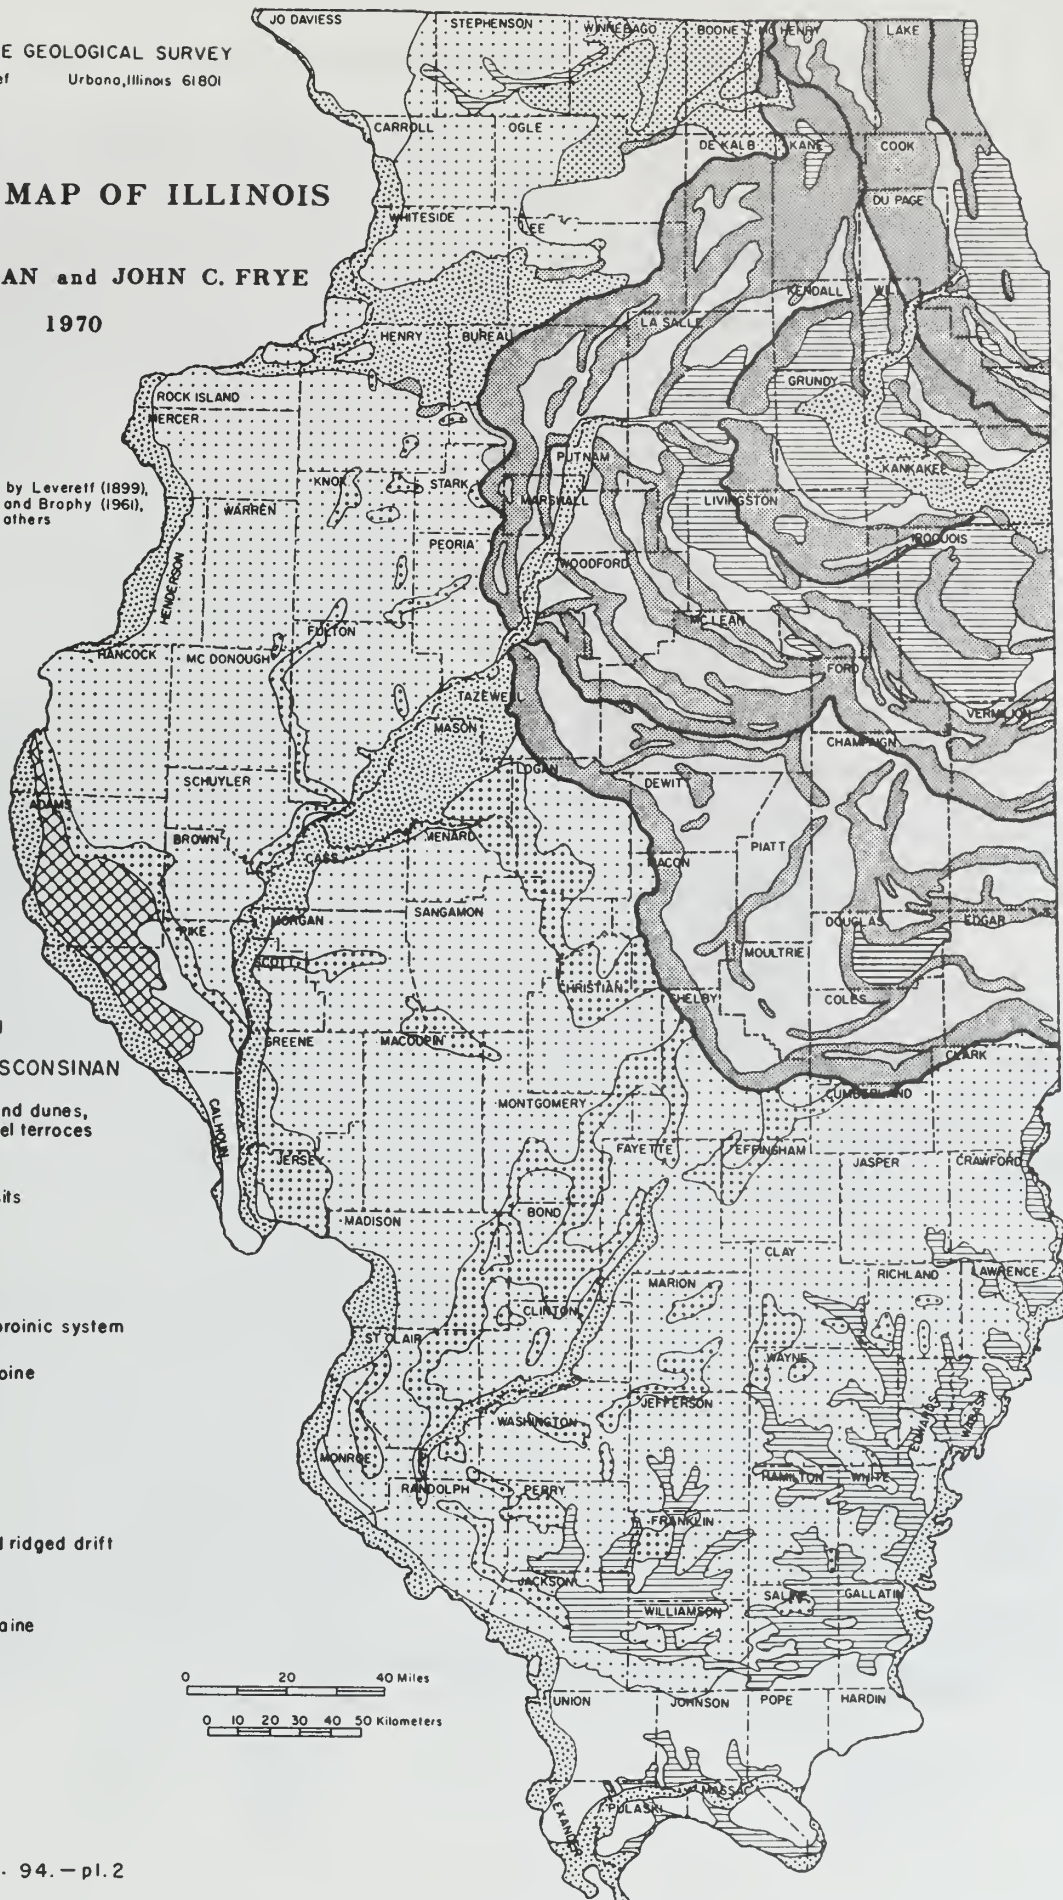 E GEOLOGICAL SURVEY
ef Urbana, Illinois 61801
MAP OF ILLINOIS
AN and JOHN C. FRYE
1970
by Leverett (1899),
and Brophy (1961),
others
SCONSINAN
nd dunes,
el terraces
its
orainic system
aine
ridged drift
aine
0 20 40 Miles
0 10 20 30 40 50 Kilometers
. 94.—pl.2
JO DAVIESS
STEPHENSON
WINNEBAGO
BOONE
MC HENRY
LAKE
CARROLL
OGLE
DE KALB
KANE
COOK
DU PAGE
WHITESIDE
LEE
KENDALL
WILL
LA SALLE
HENRY
BUREAU
GRUNDY
ROCK ISLAND
MERCER
PUTNAM
KANKAKEE
KNOX
STARK
MARSHALL
LIVINGSTON
WARREN
PEORIA
IROQUOIS
WOODFORD
HENDERSON
FULTON
MC LEAN
HANCOCK
MC DONOUGH
FORD
TAZEWELL
VERMILION
MASON
CHAMPAIGN
LOGAN
SCHUYLER
DEWITT
ADAMS
BROWN
MENARD
PIATT
CASS
MACON
MORGAN
SANGAMON
DOUGLAS
EDGAR
PIKE
SCOTT
MOULTRIE
CHRISTIAN
SHELBY
COLES
GREENE
MACOUPIN
CLARK
CUMBERLAND
CALHOUN
MONTGOMERY
JERSEY
FAYETTE
EFFINGHAM
JASPER
CRAWFORD
MADISON
BOND
CLAY
RICHLAND
LAWRENCE
MARION
CLINTON
ST CLAIR
WAYNE
JEFFERSON
WASHINGTON
EDWARDS
WABASH
MONROE
RANDOLPH
PERRY
HAMILTON
WHITE
FRANKLIN
JACKSON
WILLIAMSON
SALINE
GALLATIN
UNION
JOHNSON
POPE
HARDIN
ALEXANDER
PULASKI
MASSAC